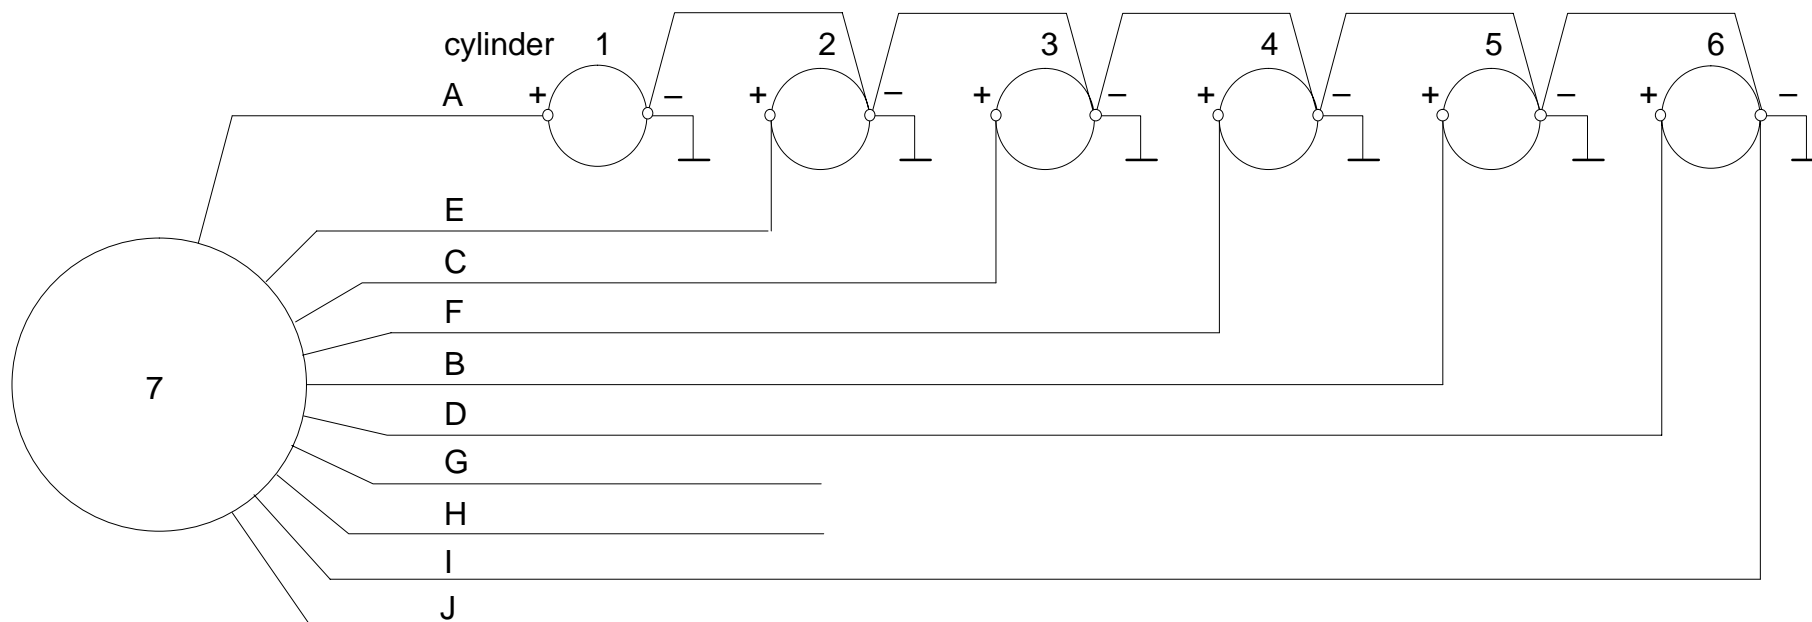 cylinder 1 2 3 4 5 6
A + – + – + – + – + – + –
E
C
F
B
7
D
G
H
I
J